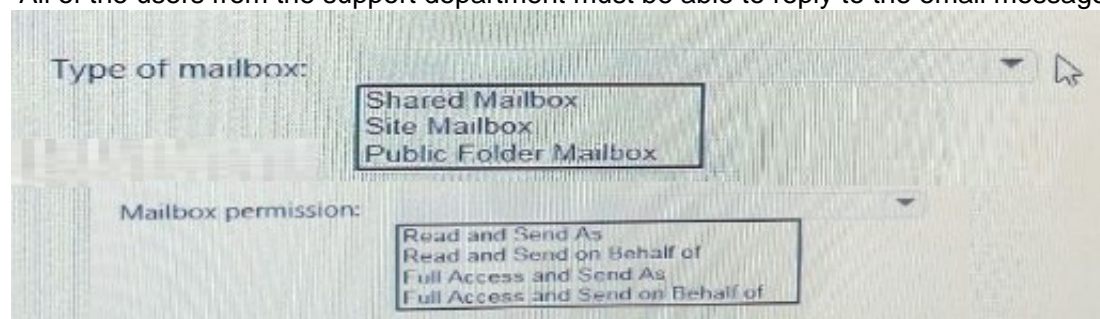 All of the users from the support department must be able to reply to the email message
Type of mailbox:
Shared Mailbox
Site Mailbox
Public Folder Mailbox
Mailbox permission:
Read and Send As
Read and Send on Behalf of
Full Access and Send As
Full Access and Send on Behalf of